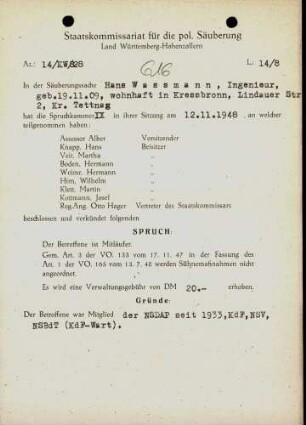 Staatskommissariat für die pol. Säuberung
Land Württemberg-Hohenzollern
Az.: 14/KW/828
616
L: 14/8
In der Säuberungssache Hans Wassmann, Ingenieur,
geb.19.11.09, wohnhaft in Kressbronn, Lindauer Str
2, Kr. Tettnag
hat die Spruchkammer IX in ihrer Sitzung am 12.11.1948 , an welcher
teilgenommen haben:
Assessor Alber Vorsitzender
Knapp, Hans Beisitzer
Veit, Martha "
Boden, Hermann "
Weizer, Hermann "
Hirn, Wilhelm "
Klett, Martin "
Kottmann, Josef "
Reg.Ang. Otto Hager Vertreter des Staatskommissars
beschlossen und verkündet folgenden
SPRUCH:
Der Betroffene ist Mitläufer.
Gem. Art. 3 der VO. 133 vom 17. 11. 47 in der Fassung des
Art. 1 der VO. 165 vom 13. 7. 48 werden Sühnemaßnahmen nicht
angeordnet.
Es wird eine Verwaltungsgebühr von DM 20.- erhoben.
Gründe:
Der Betroffene war Mitglied der NSDAP seit 1933,KdF,NSV,
NSBdT (KdF-Wart).